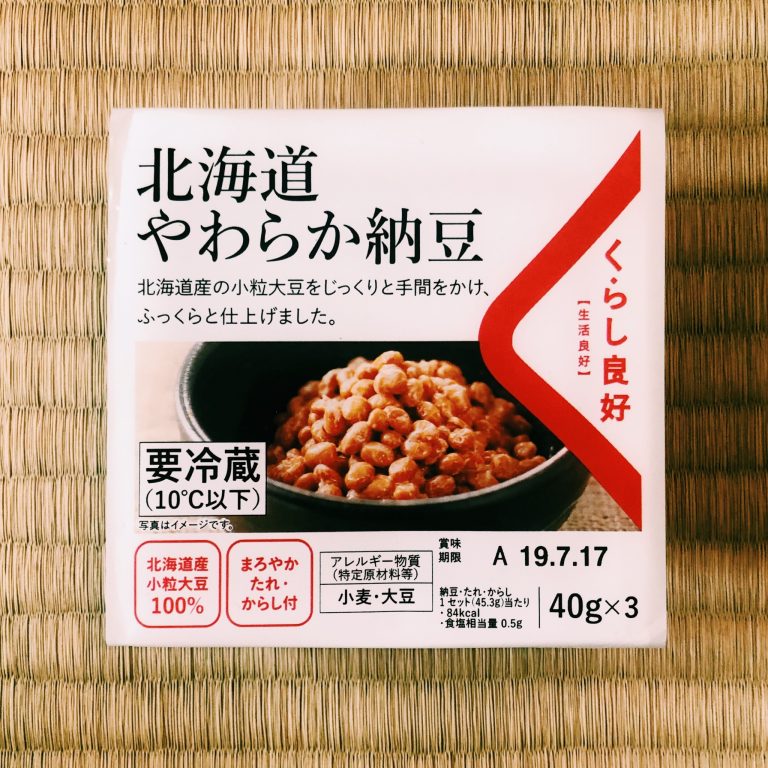 北海道
やわらか納豆
北海道産の小粒大豆をじっくりと手間をかけ、
ふっくらと仕上げました。
くらし良好
【生活良好】
要冷蔵
(10℃以下)
写真はイメージです。
北海道産
小粒大豆
100%
まろやか
たれ・
からし付
アレルギー物質
(特定原材料等)
小麦・大豆
賞味
期限
A 19.7.17
納豆・たれ・からし
1セット(45.3g)当たり
・84kcal
・食塩相当量 0.5g
40g×3